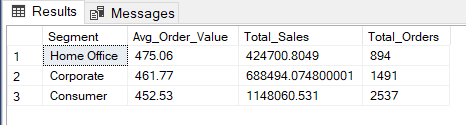 Results Messages
Segment Avg_Order_Value Total_Sales Total_Orders
1 Home Office 475.06 424700.8049 894
2 Corporate 461.77 688494.074800001 1491
3 Consumer 452.53 1148060.531 2537